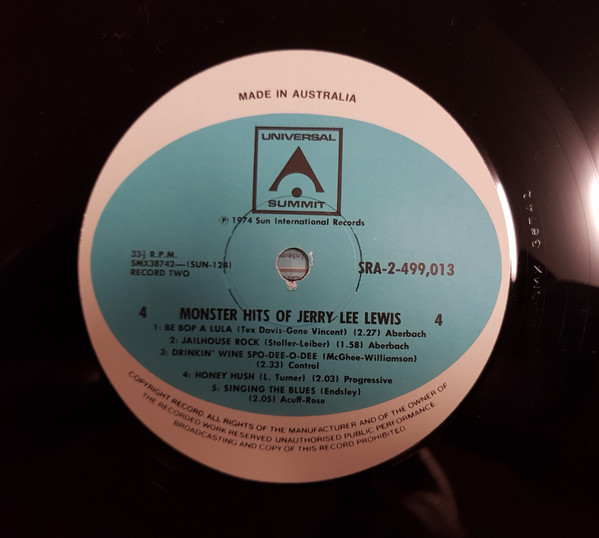 MADE IN AUSTRALIA
UNIVERSAL
SUMMIT
℗ 1974 Sun International Records
33⅓ R.P.M.
SMX38742—(SUN-124)
RECORD TWO
SRA-2-499,013
4 MONSTER HITS OF JERRY LEE LEWIS 4
1: BE BOP A LULA (Tex Davis-Gene Vincent) (2.27) Aberbach
2: JAILHOUSE ROCK (Stoller-Leiber) (1.58) Aberbach
3: DRINKIN' WINE SPO-DEE-O-DEE (McGhee-Williamson)
(2.33) Control
4: HONEY HUSH (L. Turner) (2.03) Progressive
5: SINGING THE BLUES (Endsley)
(2.05) Acuff-Rose
COPYRIGHT RECORD ALL RIGHTS OF THE MANUFACTURER AND OF THE OWNER OF
THE RECORDED WORK RESERVED UNAUTHORISED PUBLIC PERFORMANCE.
BROADCASTING AND COPY OF THIS RECORD PROHIBITED
SMX 38742